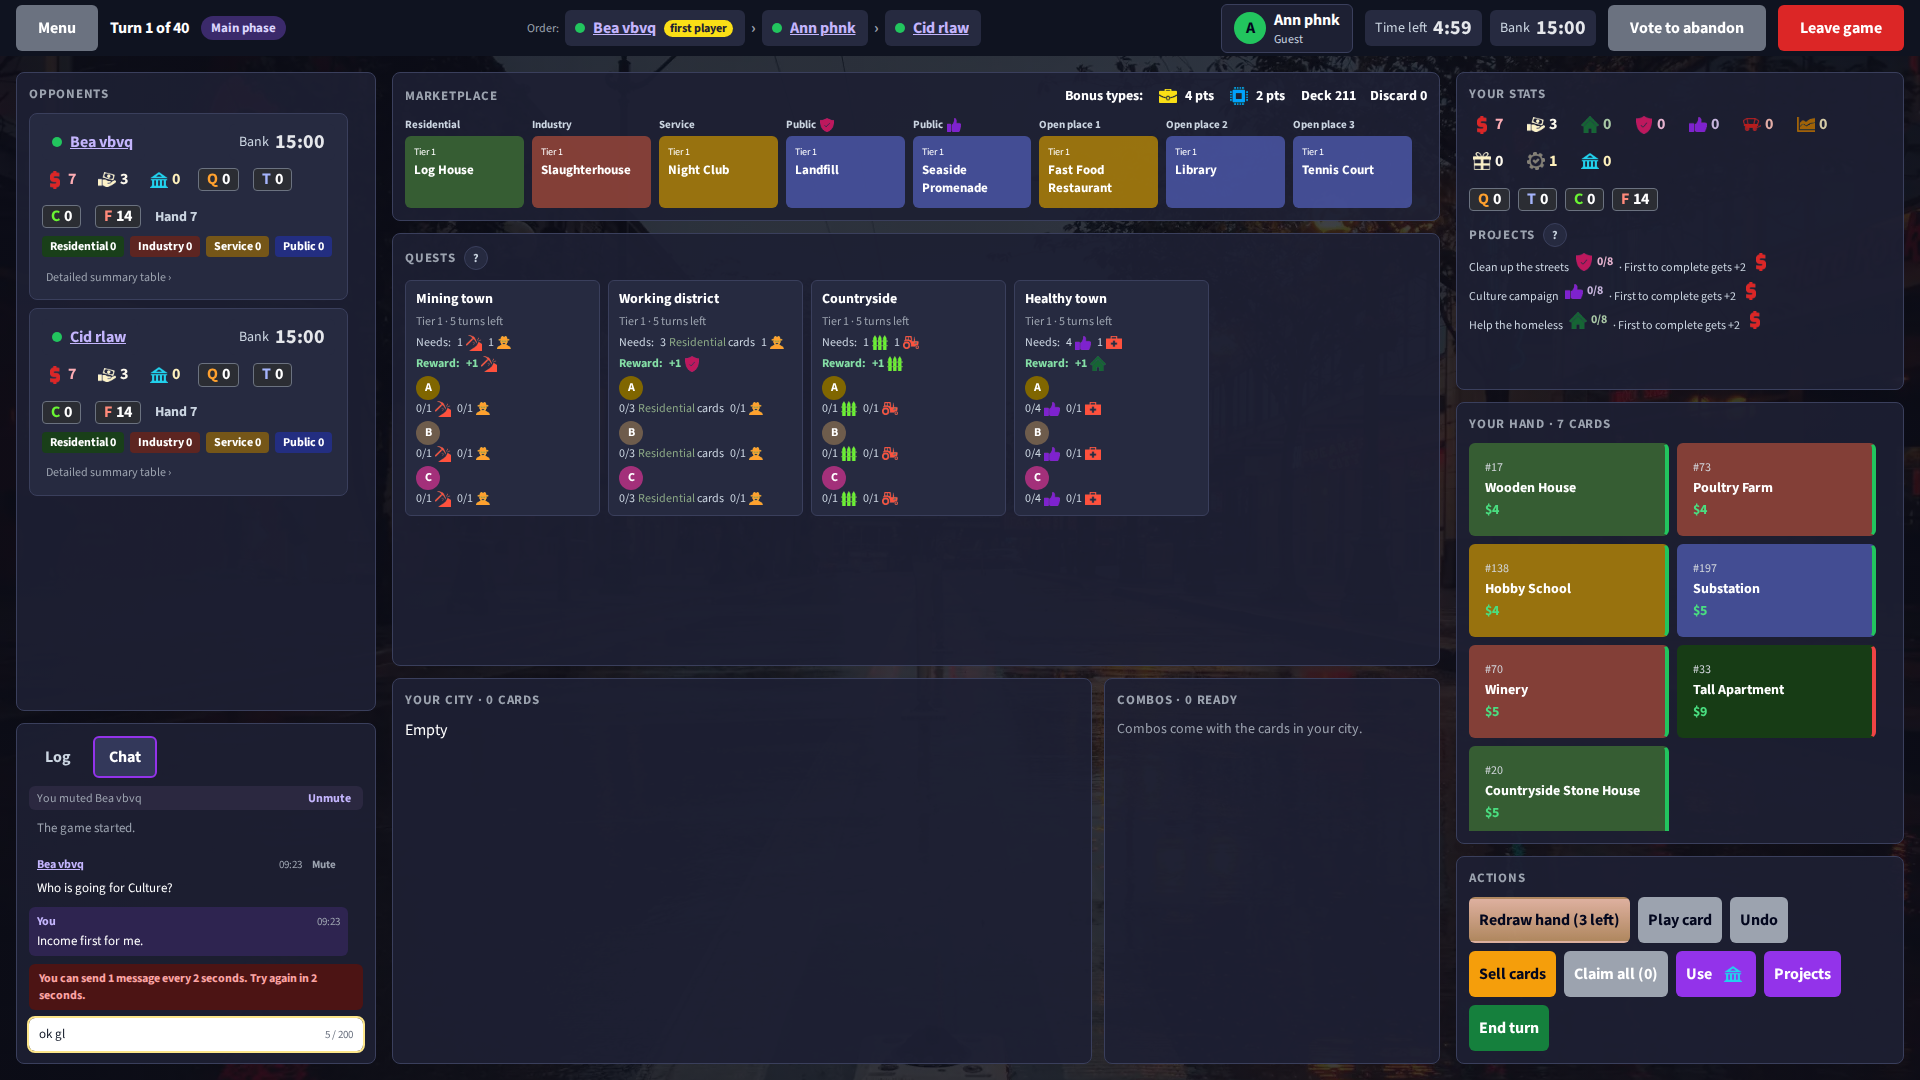 Menu
Turn 1 of 40
Main phase
Order:
Bea vbvq
first player
›
Ann phnk
›
Cid rlaw
A
Ann phnk
Guest
Time left 4:59
Bank 15:00
Vote to abandon
Leave game
OPPONENTS
Bea vbvq
Bank 15:00
7
3
0
Q 0
T 0
C 0
F 14
Hand 7
Residential 0
Industry 0
Service 0
Public 0
Detailed summary table ›
Cid rlaw
Bank 15:00
7
3
0
Q 0
T 0
C 0
F 14
Hand 7
Residential 0
Industry 0
Service 0
Public 0
Detailed summary table ›
Log
Chat
You muted Bea vbvq
Unmute
The game started.
Bea vbvq
09:23
Mute
Who is going for Culture?
You
09:23
Income first for me.
You can send 1 message every 2 seconds. Try again in 2
seconds.
ok gl
5 / 200
MARKETPLACE
Bonus types:
4 pts
2 pts
Deck 211
Discard 0
Residential
Tier 1
Log House
Industry
Tier 1
Slaughterhouse
Service
Tier 1
Night Club
Public
Tier 1
Landfill
Public
Tier 1
Seaside
Promenade
Open place 1
Tier 1
Fast Food
Restaurant
Open place 2
Tier 1
Library
Open place 3
Tier 1
Tennis Court
QUESTS
?
Mining town
Tier 1 · 5 turns left
Needs: 1 1
Reward: +1
A
0/1 0/1
B
0/1 0/1
C
0/1 0/1
Working district
Tier 1 · 5 turns left
Needs: 3 Residential cards 1
Reward: +1
A
0/3 Residential cards 0/1
B
0/3 Residential cards 0/1
C
0/3 Residential cards 0/1
Countryside
Tier 1 · 5 turns left
Needs: 1 1
Reward: +1
A
0/1 0/1
B
0/1 0/1
C
0/1 0/1
Healthy town
Tier 1 · 5 turns left
Needs: 4 1
Reward: +1
A
0/4 0/1
B
0/4 0/1
C
0/4 0/1
YOUR CITY · 0 CARDS
Empty
COMBOS · 0 READY
Combos come with the cards in your city.
YOUR STATS
7
3
0
0
0
0
0
0
1
0
Q 0
T 0
C 0
F 14
PROJECTS
?
Clean up the streets 0/8 · First to complete gets +2
Culture campaign 0/8 · First to complete gets +2
Help the homeless 0/8 · First to complete gets +2
YOUR HAND · 7 CARDS
#17
Wooden House
$4
#73
Poultry Farm
$4
#138
Hobby School
$4
#197
Substation
$5
#70
Winery
$5
#33
Tall Apartment
$9
#20
Countryside Stone House
$5
ACTIONS
Redraw hand (3 left)
Play card
Undo
Sell cards
Claim all (0)
Use
Projects
End turn